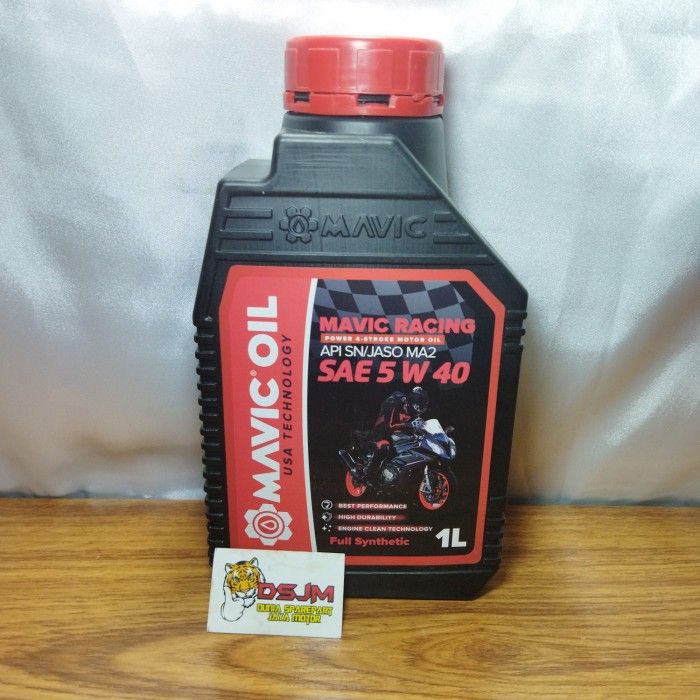 MAVIC
MAVIC® OIL
USA TECHNOLOGY
MAVIC RACING
POWER 4-STROKE MOTOR OIL
API SN/JASO MA2
SAE 5 W 40
BEST PERFORMANCE
HIGH DURABILITY
ENGINE CLEAN TECHNOLOGY
Full Synthetic
1L
DSJM
DUNIA SPAREPART
JAYA MOTOR